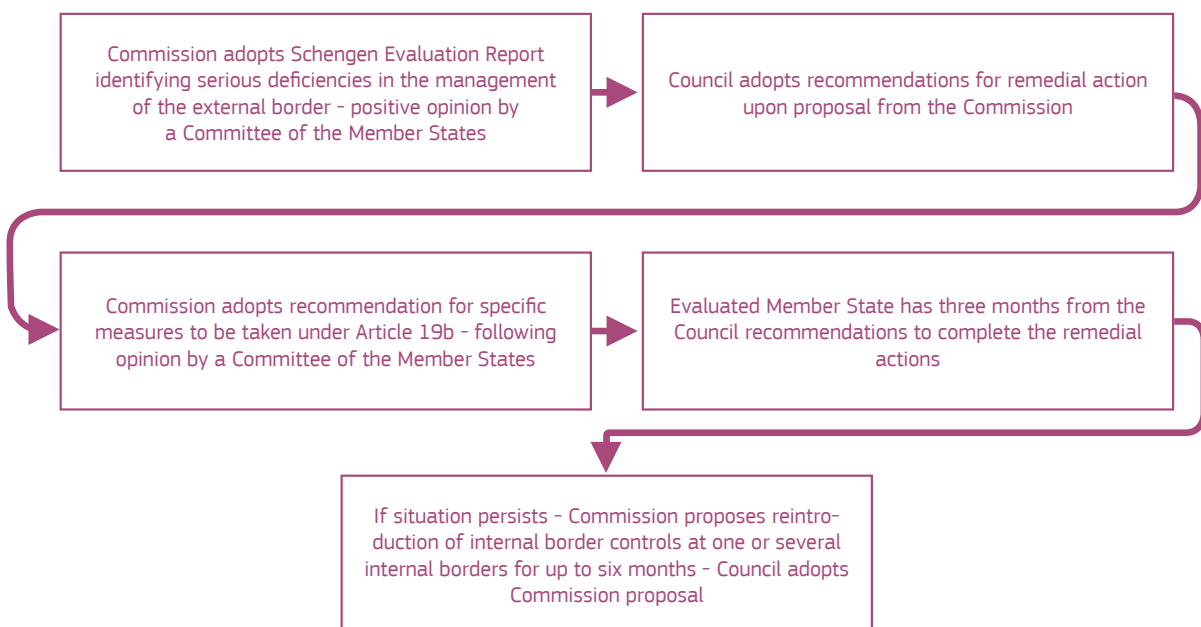 Commission adopts Schengen Evaluation Report
identifying serious deficiencies in the management
of the external border - positive opinion by
a Committee of the Member States
Council adopts recommendations for remedial action
upon proposal from the Commission
Commission adopts recommendation for specific
measures to be taken under Article 19b - following
opinion by a Committee of the Member States
Evaluated Member State has three months from the
Council recommendations to complete the remedial
actions
If situation persists - Commission proposes reintro-
duction of internal border controls at one or several
internal borders for up to six months - Council adopts
Commission proposal